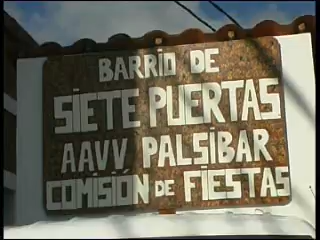 BARRIO DE
SIETE PUERTAS
AAVV PALSIBAR
COMISIÓN DE FIESTAS